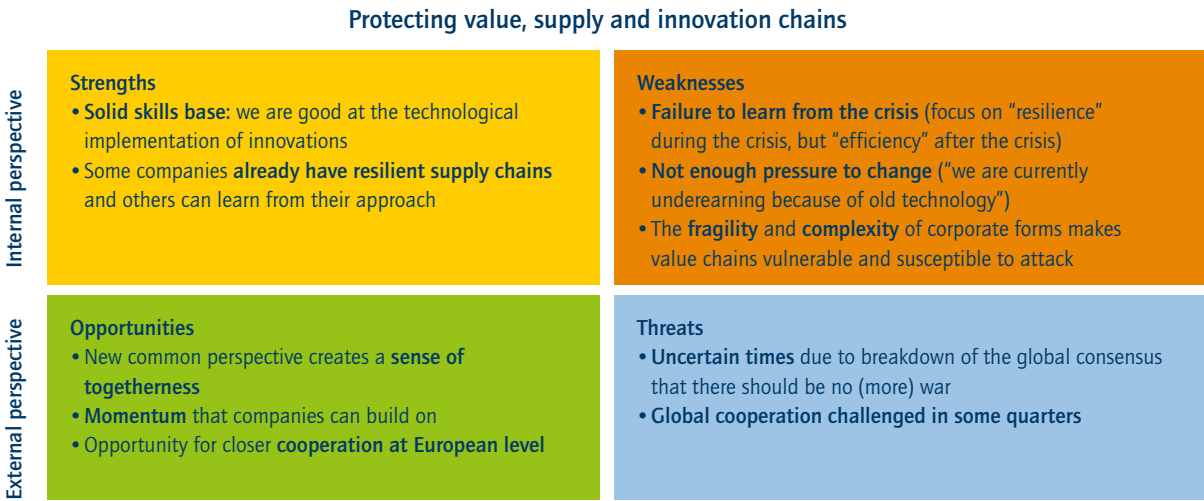 Protecting value, supply and innovation chains
Internal perspective
Strengths
• Solid skills base: we are good at the technological
implementation of innovations
• Some companies already have resilient supply chains
and others can learn from their approach
Weaknesses
• Failure to learn from the crisis (focus on “resilience”
during the crisis, but “efficiency” after the crisis)
• Not enough pressure to change (“we are currently
underearning because of old technology”)
• The fragility and complexity of corporate forms makes
value chains vulnerable and susceptible to attack
External perspective
Opportunities
• New common perspective creates a sense of
togetherness
• Momentum that companies can build on
• Opportunity for closer cooperation at European level
Threats
• Uncertain times due to breakdown of the global consensus
that there should be no (more) war
• Global cooperation challenged in some quarters